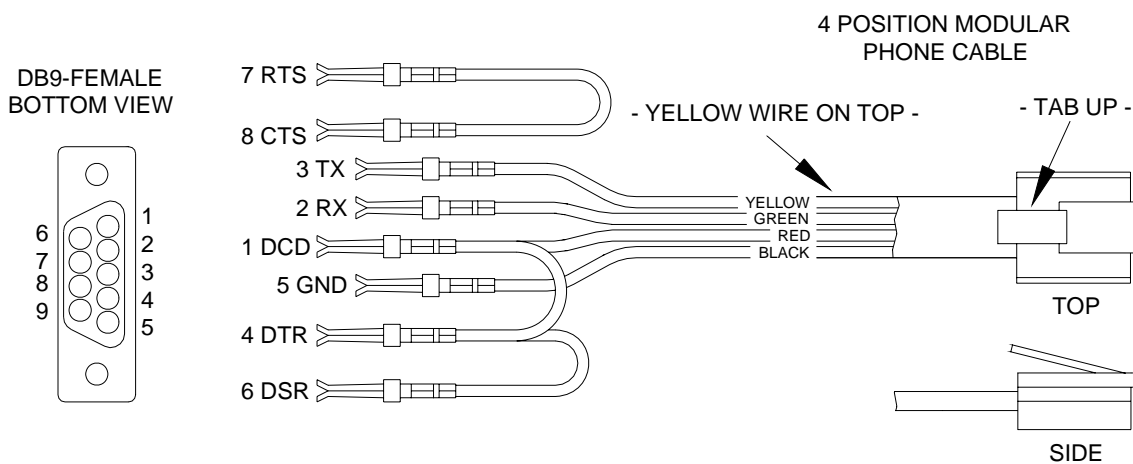 4 POSITION MODULAR
PHONE CABLE
DB9-FEMALE
BOTTOM VIEW
7 RTS
8 CTS
- YELLOW WIRE ON TOP -
- TAB UP -
3 TX
2 RX
1 DCD
5 GND
4 DTR
6 DSR
YELLOW
GREEN
RED
BLACK
1
2
3
4
5
6
7
8
9
TOP
SIDE